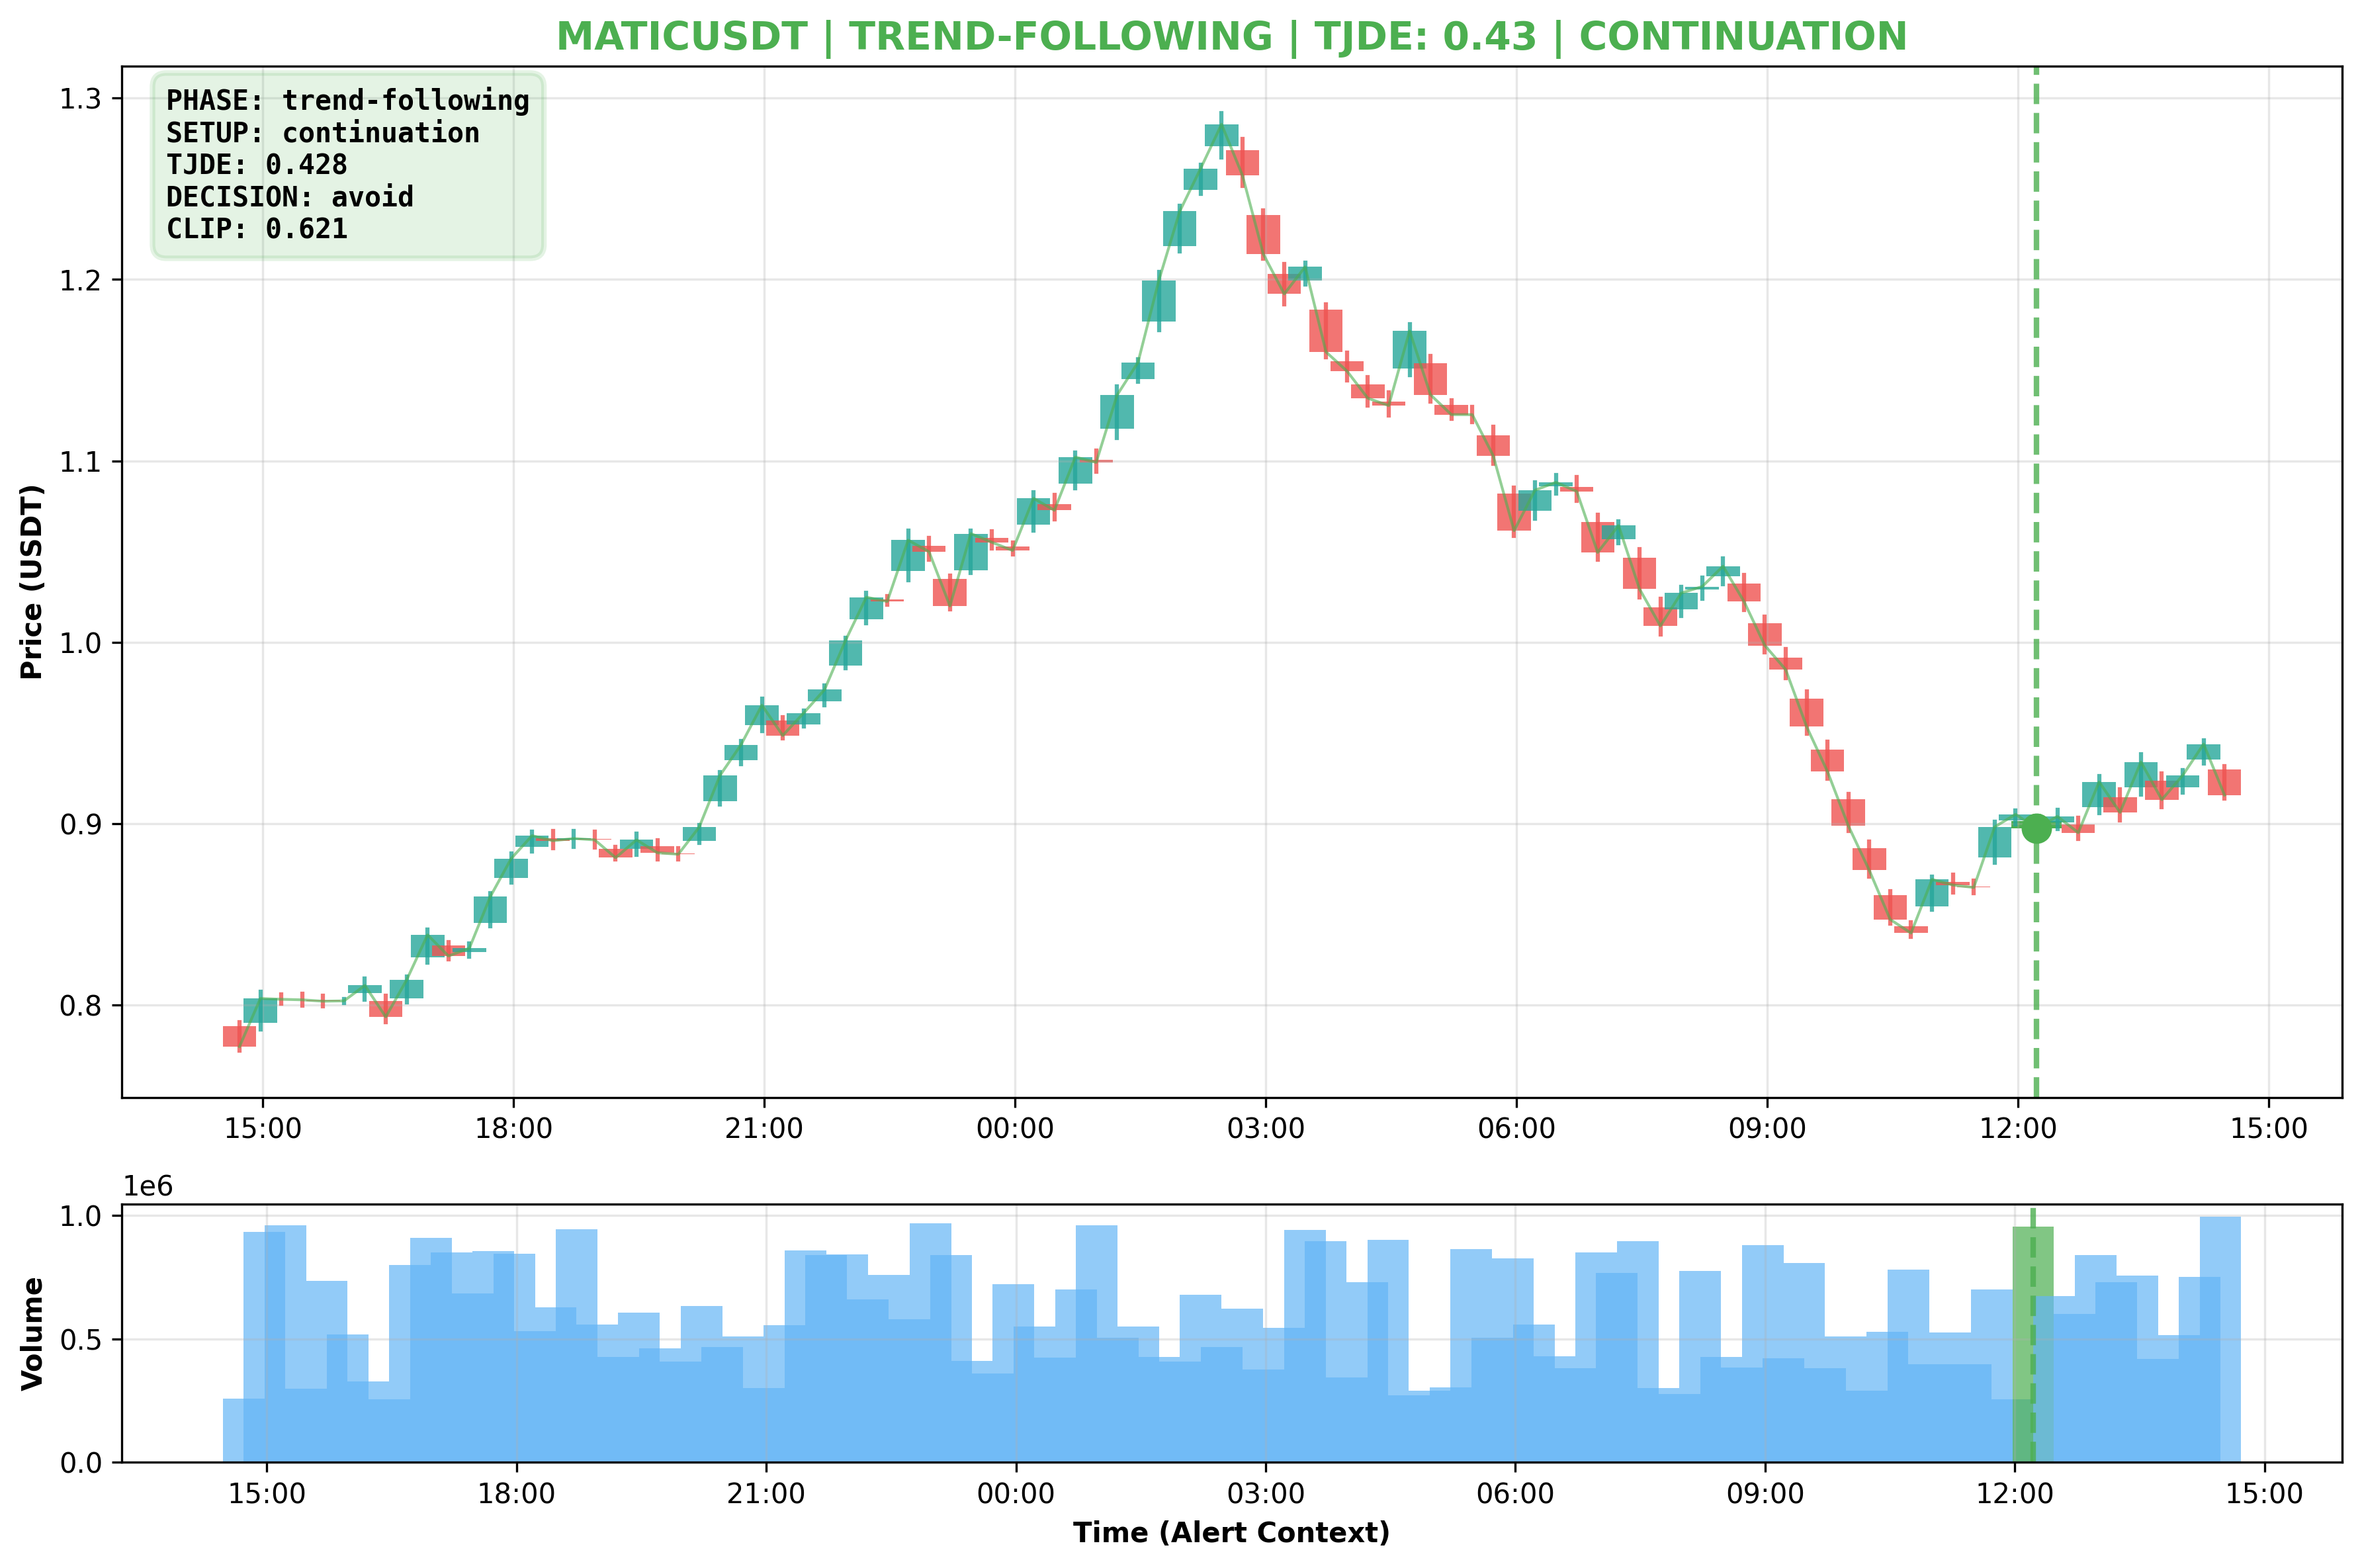 MATICUSDT | TREND-FOLLOWING | TJDE: 0.43 | CONTINUATION
PHASE: trend-following
SETUP: continuation
TJDE: 0.428
DECISION: avoid
CLIP: 0.621
Price (USDT)
1.3
1.2
1.1
1.0
0.9
0.8
15:00 18:00 21:00 00:00 03:00 06:00 09:00 12:00 15:00
1e6
Volume
1.0
0.5
0.0
15:00 18:00 21:00 00:00 03:00 06:00 09:00 12:00 15:00
Time (Alert Context)